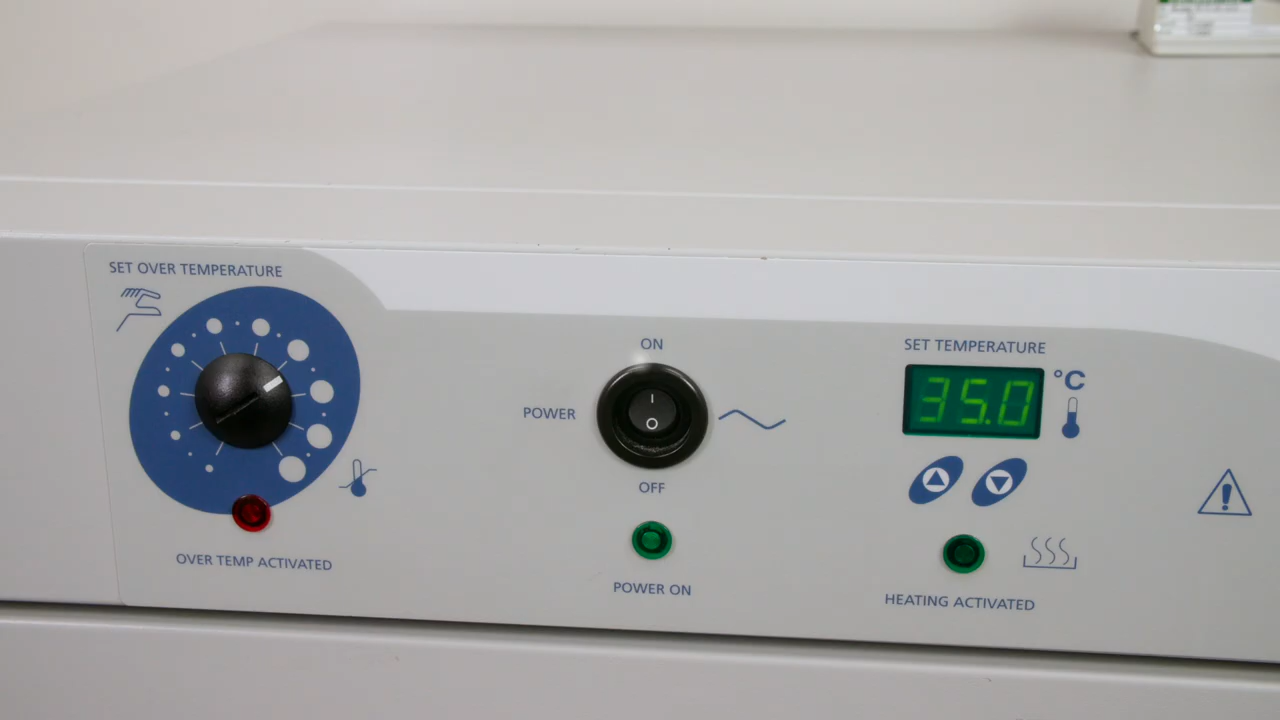 SET OVER TEMPERATURE
OVER TEMP ACTIVATED
ON
POWER
I
O
OFF
POWER ON
SET TEMPERATURE
35.0
°C
HEATING ACTIVATED